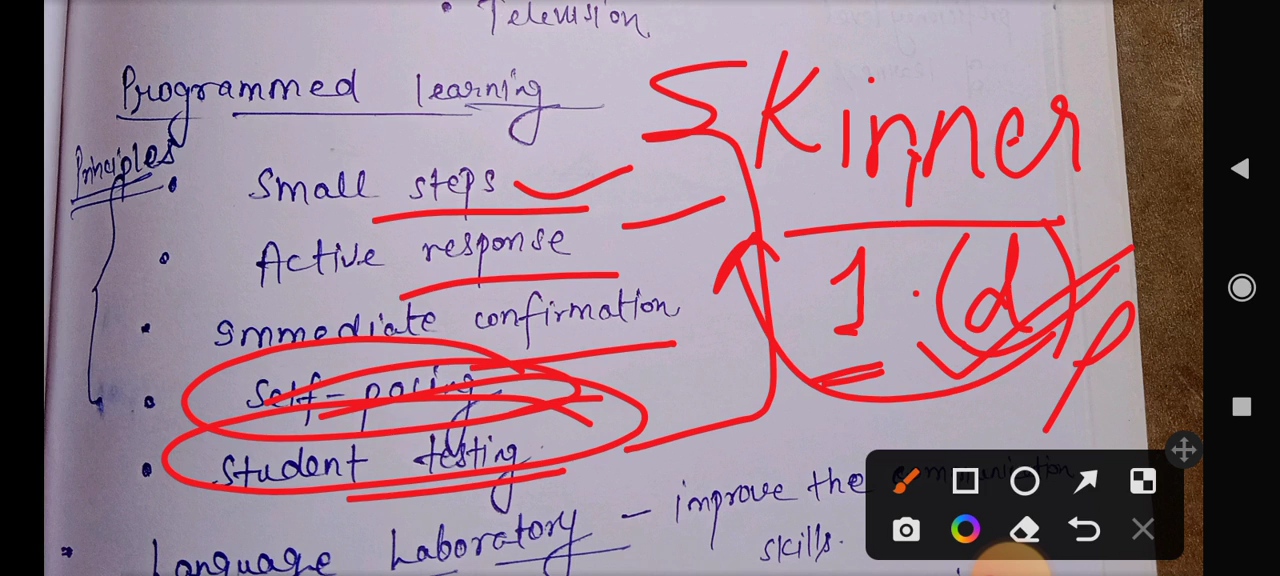 • Television
Programmed learning
Skinner
Principles
• Small steps
• Active response
1. (d)
• Immediate confirmation
• Self-pacing
• Student testing
• Language Laboratory - improve the communication
skills.